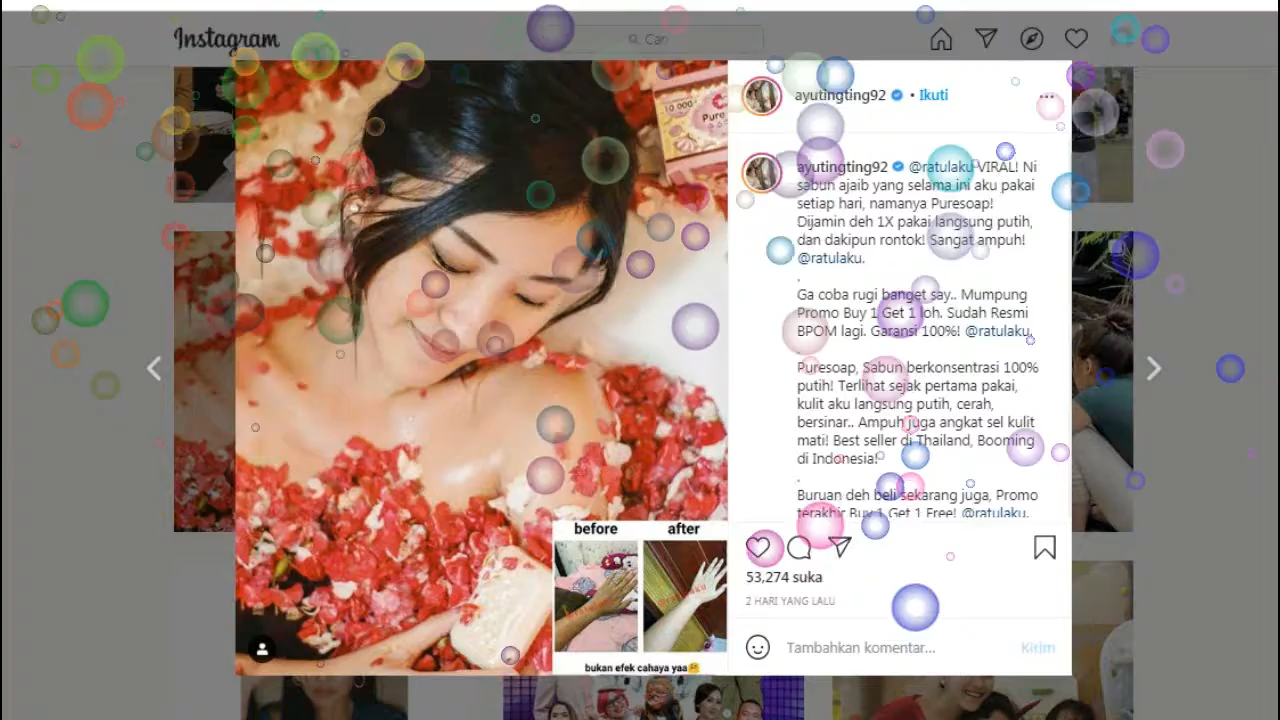 Instagram
Cari
ayutingting92 • Ikuti
10.000
Pure
ayutingting92 @ratulaku VIRAL! Ni
sabun ajaib yang selama ini aku pakai
setiap hari, namanya Puresoap!
Dijamin deh 1X pakai langsung putih,
dan dakipun rontok! Sangat ampuh!
@ratulaku.
.
Ga coba rugi banget say.. Mumpung
Promo Buy 1 Get 1 loh. Sudah Resmi
BPOM lagi. Garansi 100%! @ratulaku.
.
Puresoap, Sabun berkonsentrasi 100%
putih! Terlihat sejak pertama pakai,
kulit aku langsung putih, cerah,
bersinar.. Ampuh juga angkat sel kulit
mati! Best seller di Thailand, Booming
di Indonesia!
.
Buruan deh beli sekarang juga, Promo
terakhir Buy 1 Get 1 Free! @ratulaku.
before after
bukan efek cahaya yaa🤗
53,274 suka
2 HARI YANG LALU
Tambahkan komentar... Kirim